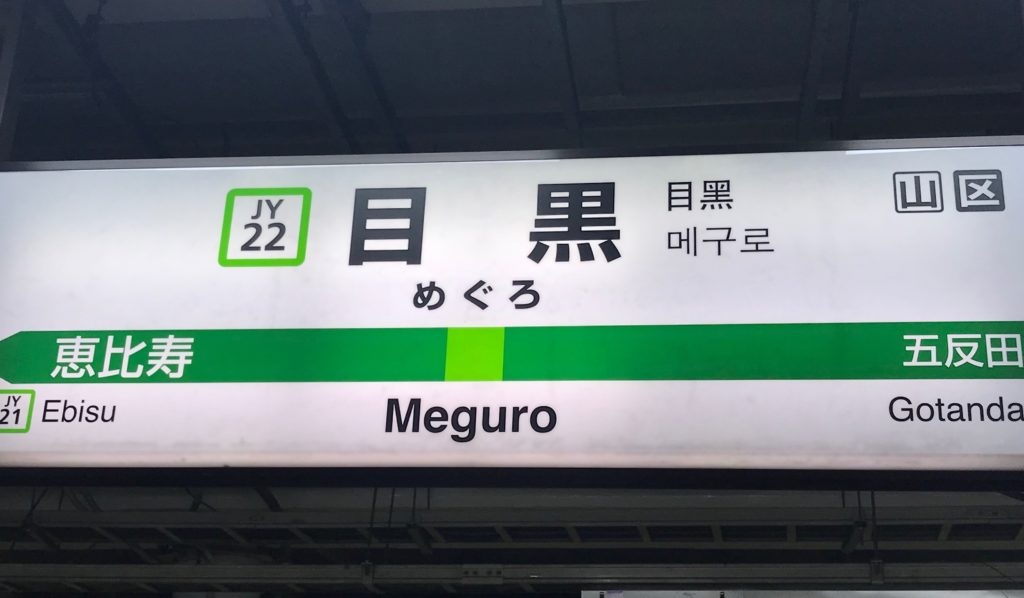 JY
22
目黒
目黑
메구로
山 区
めぐろ
恵比寿
五反田
JY
21
Ebisu
Meguro
Gotanda